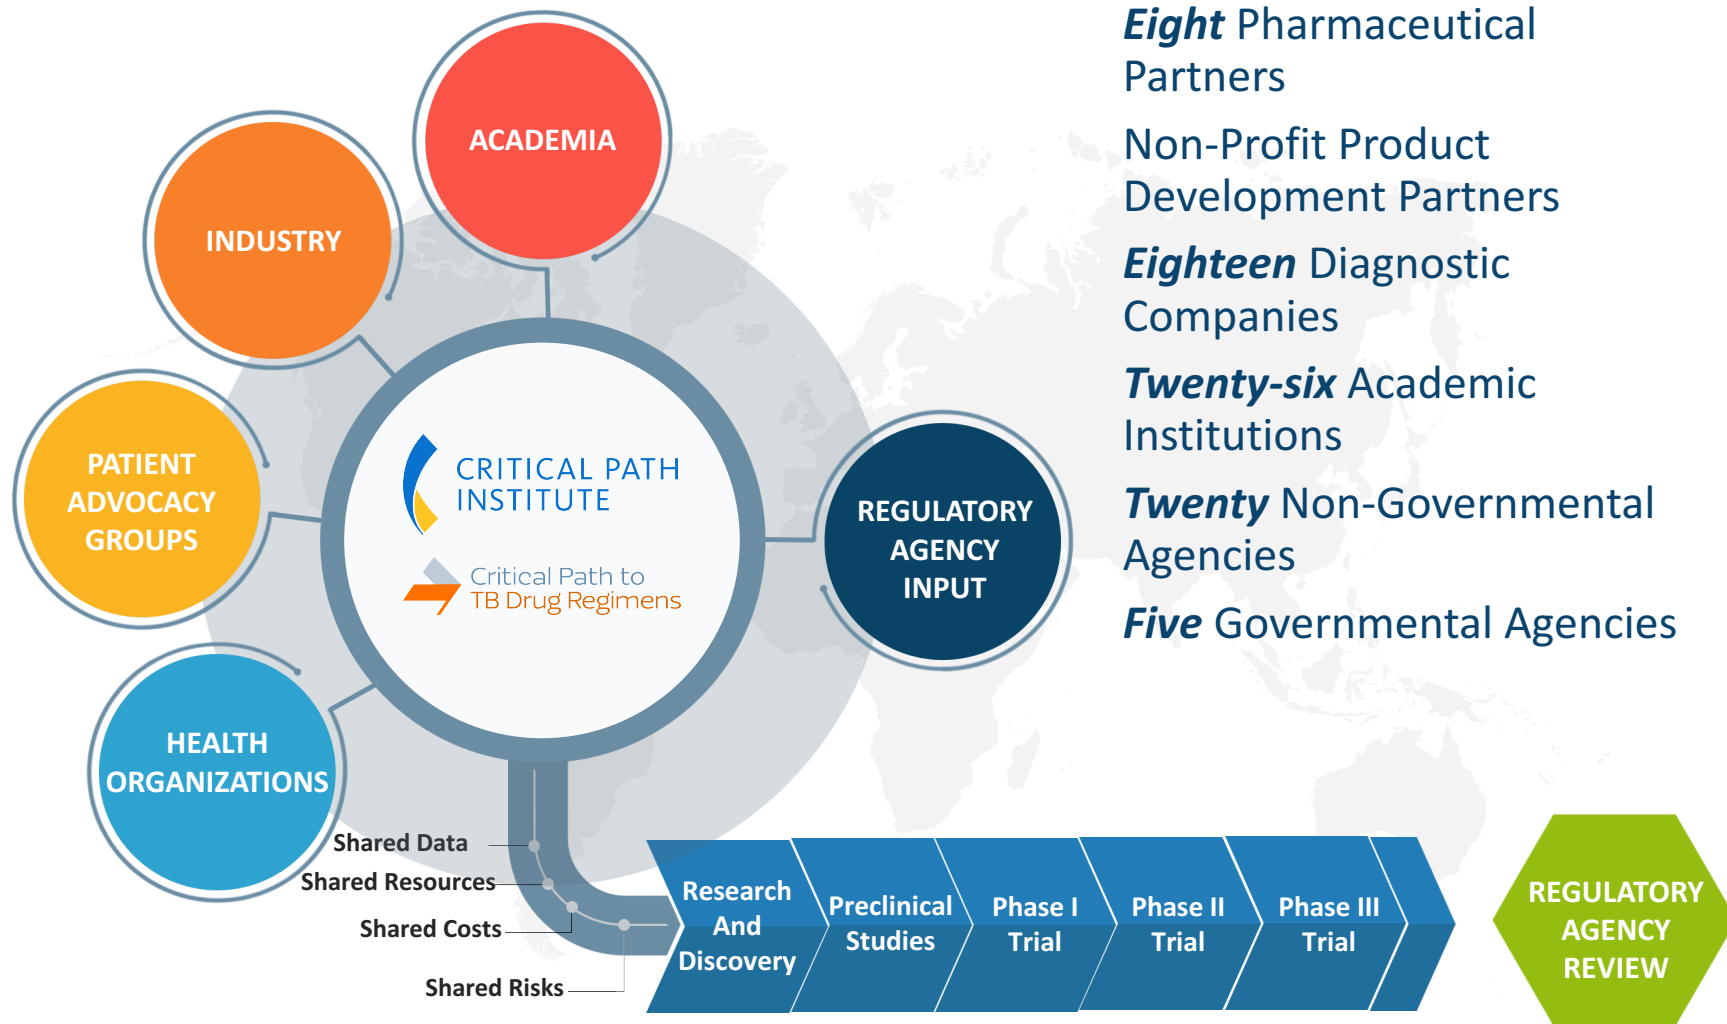 ACADEMIA
INDUSTRY
PATIENT
ADVOCACY
GROUPS
HEALTH
ORGANIZATIONS
CRITICAL PATH
INSTITUTE
Critical Path to
TB Drug Regimens
REGULATORY
AGENCY
INPUT
Eight Pharmaceutical
Partners
Non-Profit Product
Development Partners
Eighteen Diagnostic
Companies
Twenty-six Academic
Institutions
Twenty Non-Governmental
Agencies
Five Governmental Agencies
Shared Data
Shared Resources
Shared Costs
Shared Risks
Research
And
Discovery
Preclinical
Studies
Phase I
Trial
Phase II
Trial
Phase III
Trial
REGULATORY
AGENCY
REVIEW